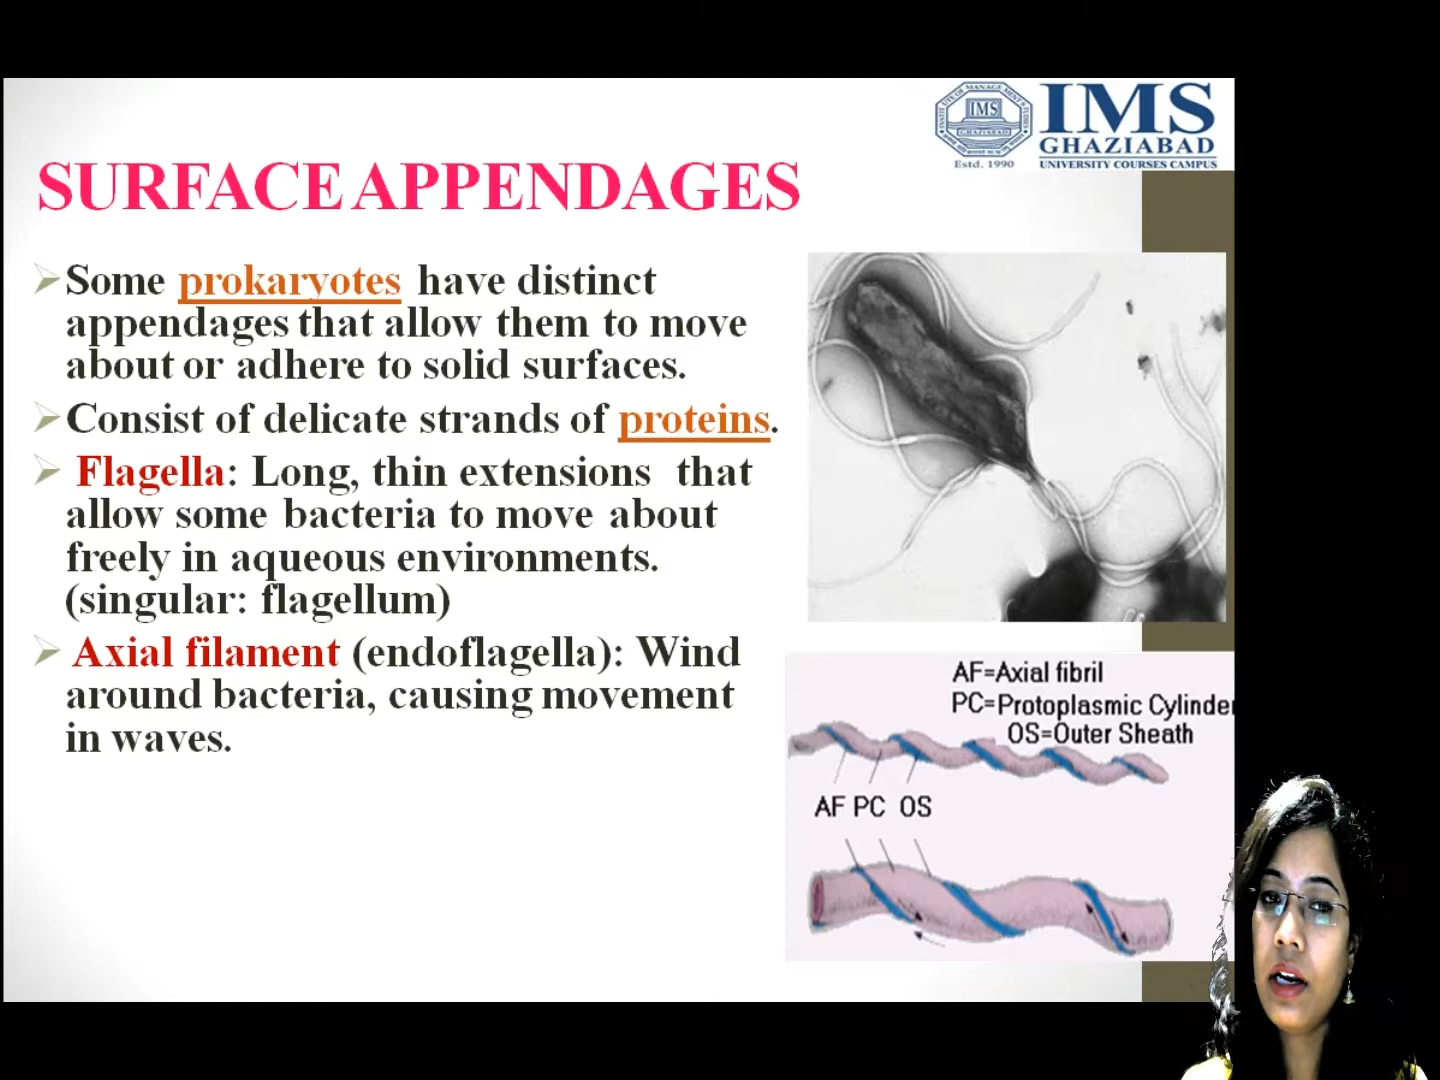 IMS
IMS
GHAZIABAD
GHAZIABAD
Estd. 1990
UNIVERSITY COURSES CAMPUS
SURFACE APPENDAGES
Some prokaryotes have distinct
appendages that allow them to move
about or adhere to solid surfaces.
Consist of delicate strands of proteins.
Flagella: Long, thin extensions that
allow some bacteria to move about
freely in aqueous environments.
(singular: flagellum)
Axial filament (endoflagella): Wind
around bacteria, causing movement
in waves.
AF=Axial fibril
PC=Protoplasmic Cylinder
OS=Outer Sheath
AF PC OS